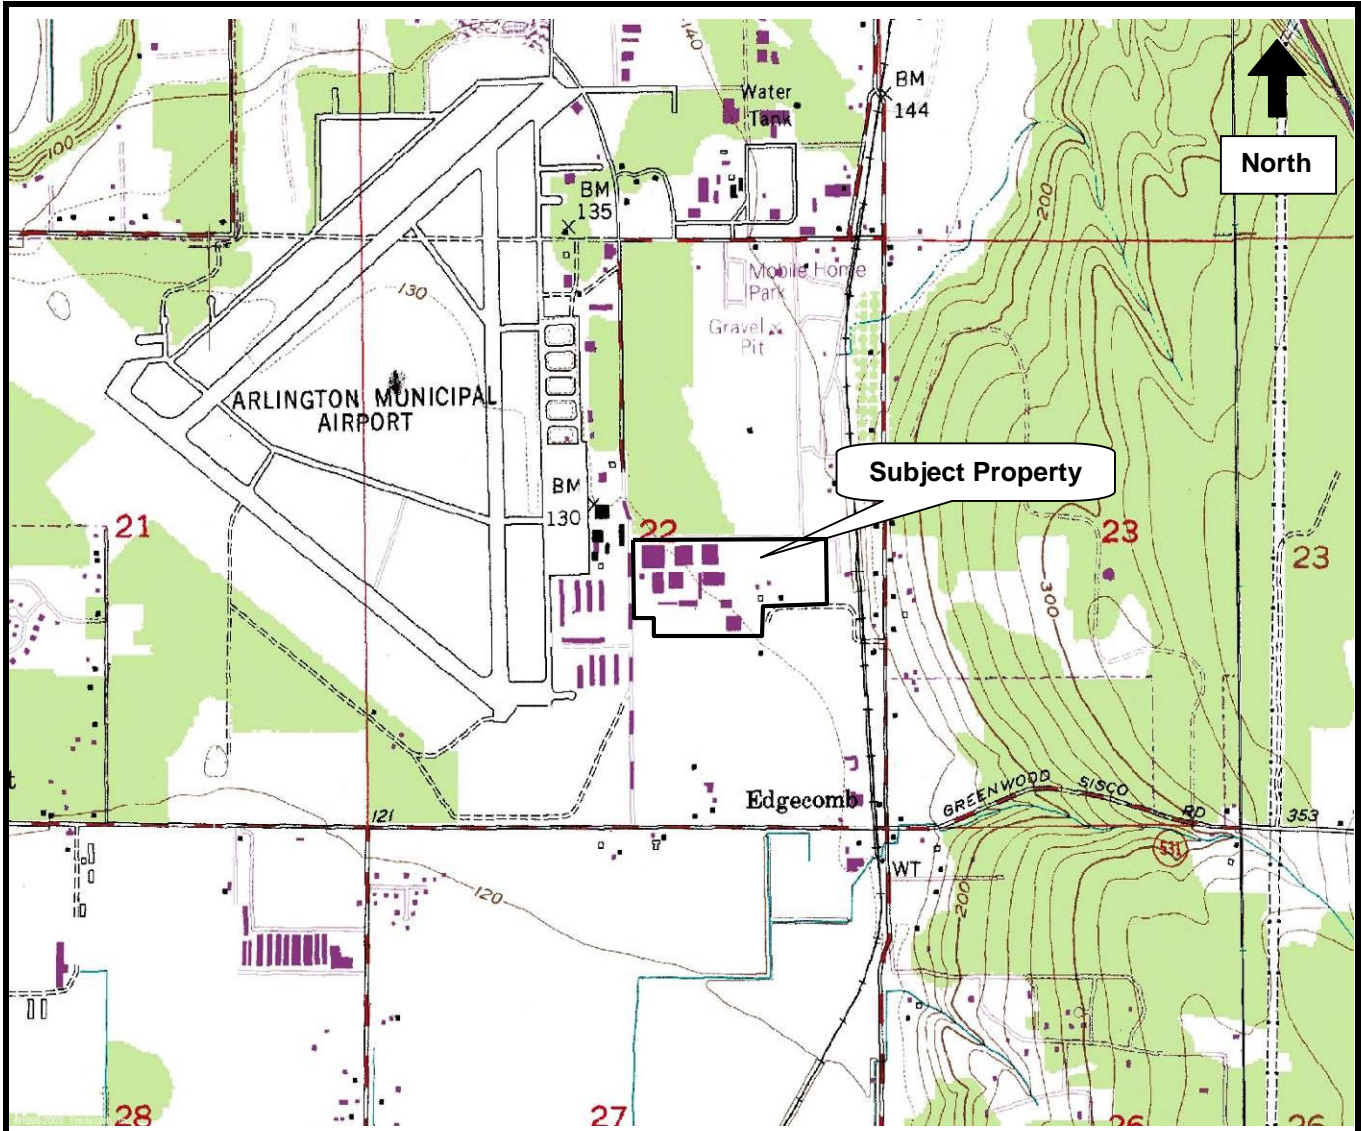 140
BM
144
Water
Tank
North
100
BM
135
200
Mobile Home
Park
130
Gravel
Pit
ARLINGTON MUNICIPAL
AIRPORT
Subject Property
BM
130
21
22
23
23
300
Edgecomb
GREENWOOD SISCO RD
353
121
531
WT
120
200
t
28
27
26
26